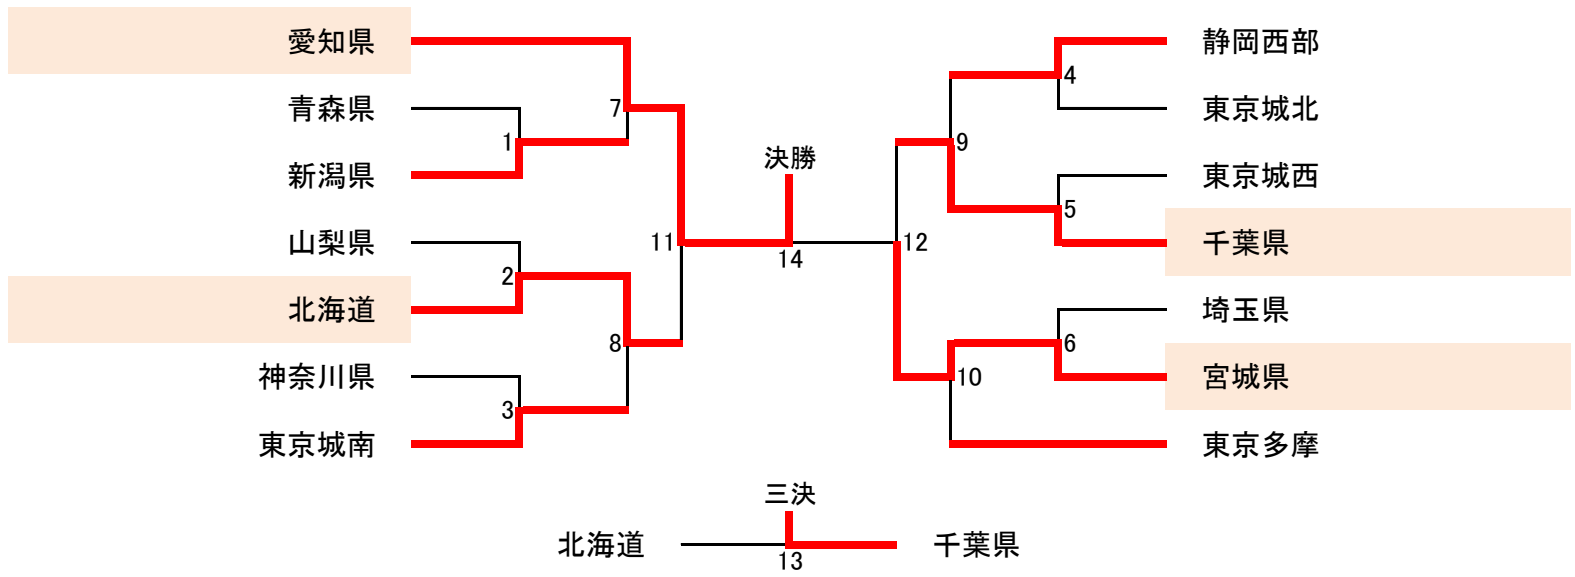 愛知県
青森県
新潟県
山梨県
北海道
神奈川県
東京城南
1
2
3
7
8
11
決勝
14
12
9
10
4
5
6
静岡西部
東京城北
東京城西
千葉県
埼玉県
宮城県
東京多摩
三決
北海道
13
千葉県